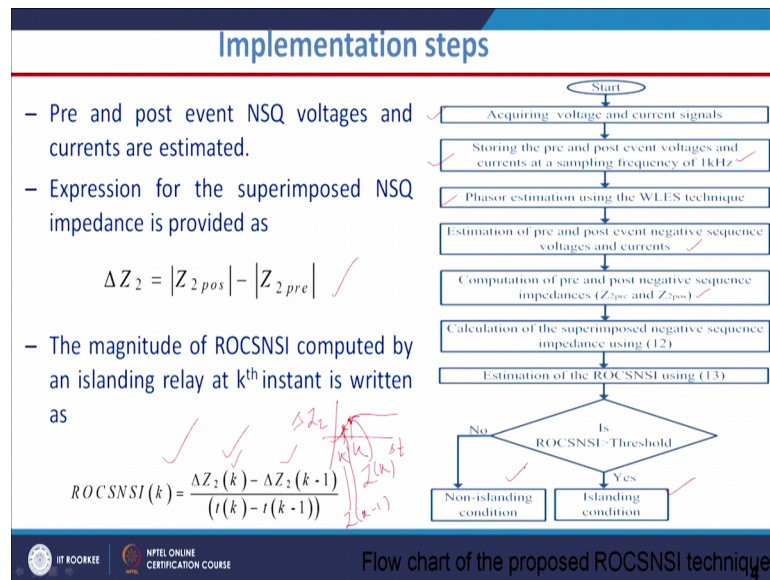 Implementation steps
– Pre and post event NSQ voltages and
currents are estimated.
– Expression for the superimposed NSQ
impedance is provided as
ΔZ₂ = |Z₂ pos| − |Z₂ pre|
– The magnitude of ROCSNSI computed by
an islanding relay at kᵗʰ instant is written
as
ROCSNSI(k) = ΔZ₂(k) − ΔZ₂(k-1) / (t(k) − t(k-1))
ΔZ₂
Z(k)
Z(k-1)
Start
Acquiring voltage and current signals
Storing the pre and post event voltages and
currents at a sampling frequency of 1kHz
Phasor estimation using the WLES technique
Estimation of pre and post event negative sequence
voltages and currents
Computation of pre and post negative sequence
impedances (Z2pre and Z2pos)
Calculation of the superimposed negative sequence
impedance using (12)
Estimation of the ROCSNSI using (13)
Is
ROCSNSI>Threshold
No
Yes
Non-islanding
condition
Islanding
condition
IIT ROORKEE
NPTEL ONLINE
CERTIFICATION COURSE
Flow chart of the proposed ROCSNSI technique